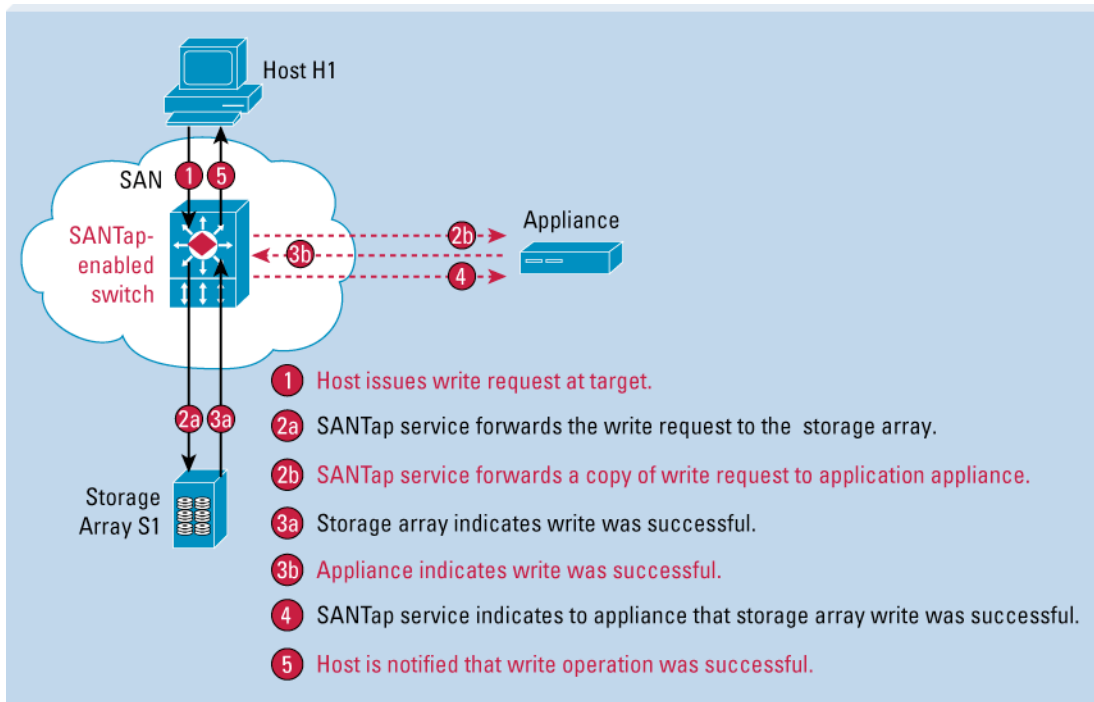 Host H1
SAN
1
5
SANTap-
enabled
switch
2b
3b
4
Appliance
2a
3a
Storage
Array S1
1 Host issues write request at target.
2a SANTap service forwards the write request to the storage array.
2b SANTap service forwards a copy of write request to application appliance.
3a Storage array indicates write was successful.
3b Appliance indicates write was successful.
4 SANTap service indicates to appliance that storage array write was successful.
5 Host is notified that write operation was successful.